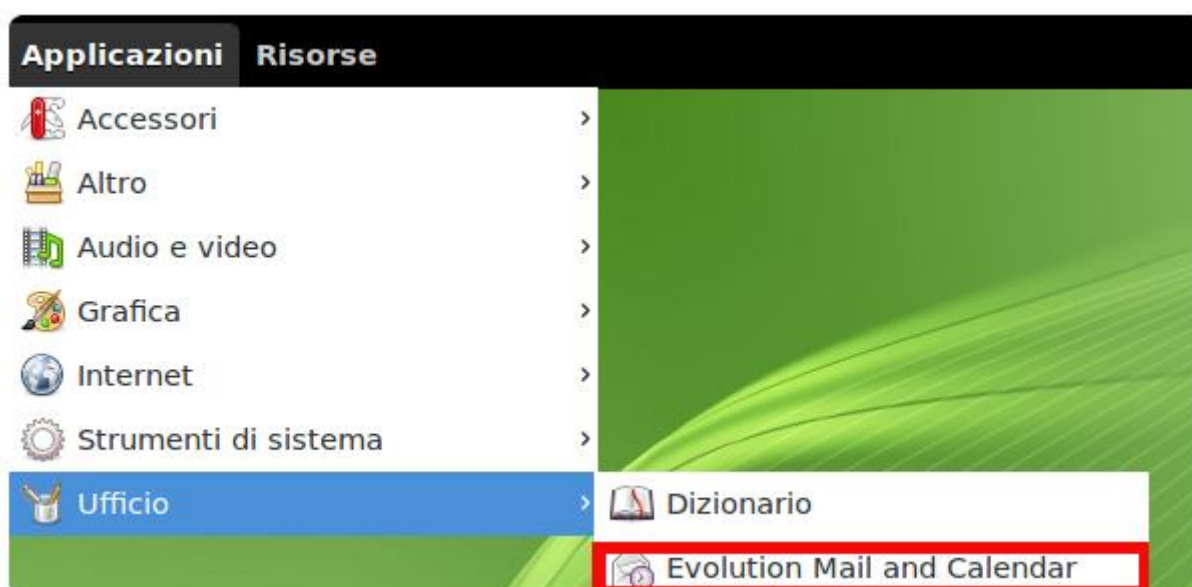 Applicazioni Risorse
Accessori
Altro
Audio e video
Grafica
Internet
Strumenti di sistema
Ufficio
Dizionario
Evolution Mail and Calendar